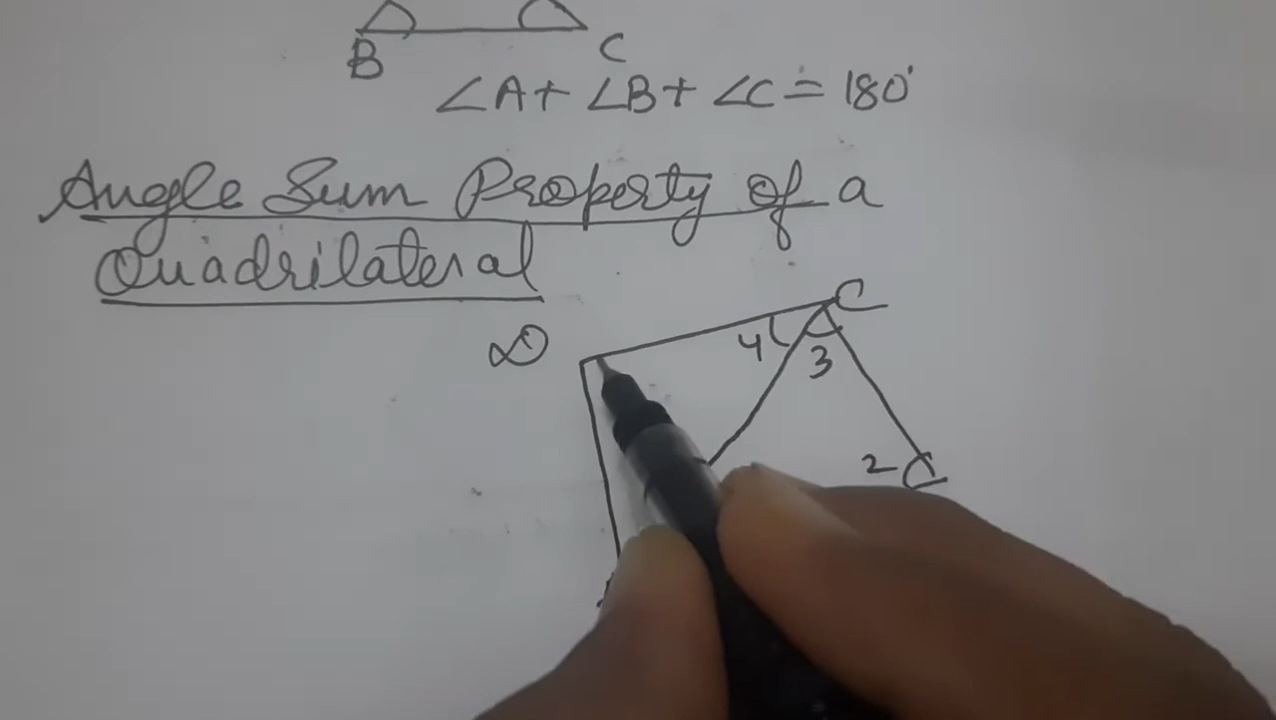 B
C
∠A+ ∠B+ ∠C = 180°
Angle Sum Property of a
Quadrilateral
D
C
4
3
2